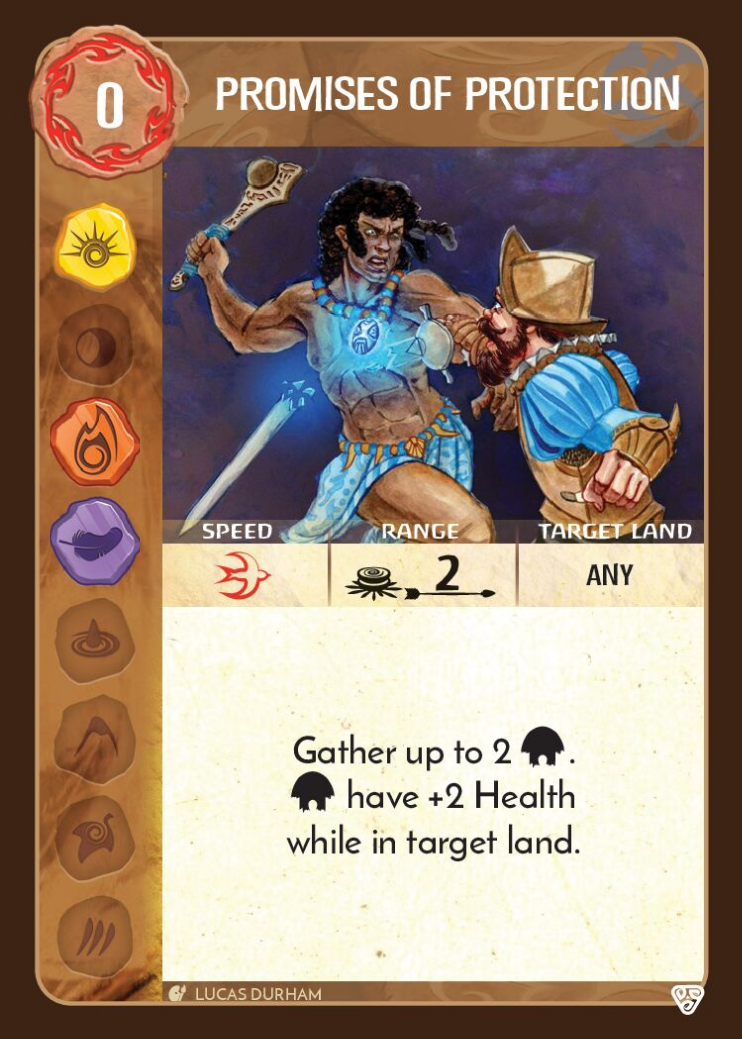 0
PROMISES OF PROTECTION
SPEED RANGE TARGET LAND
2 ANY
Gather up to 2 .
have +2 Health
while in target land.
LUCAS DURHAM